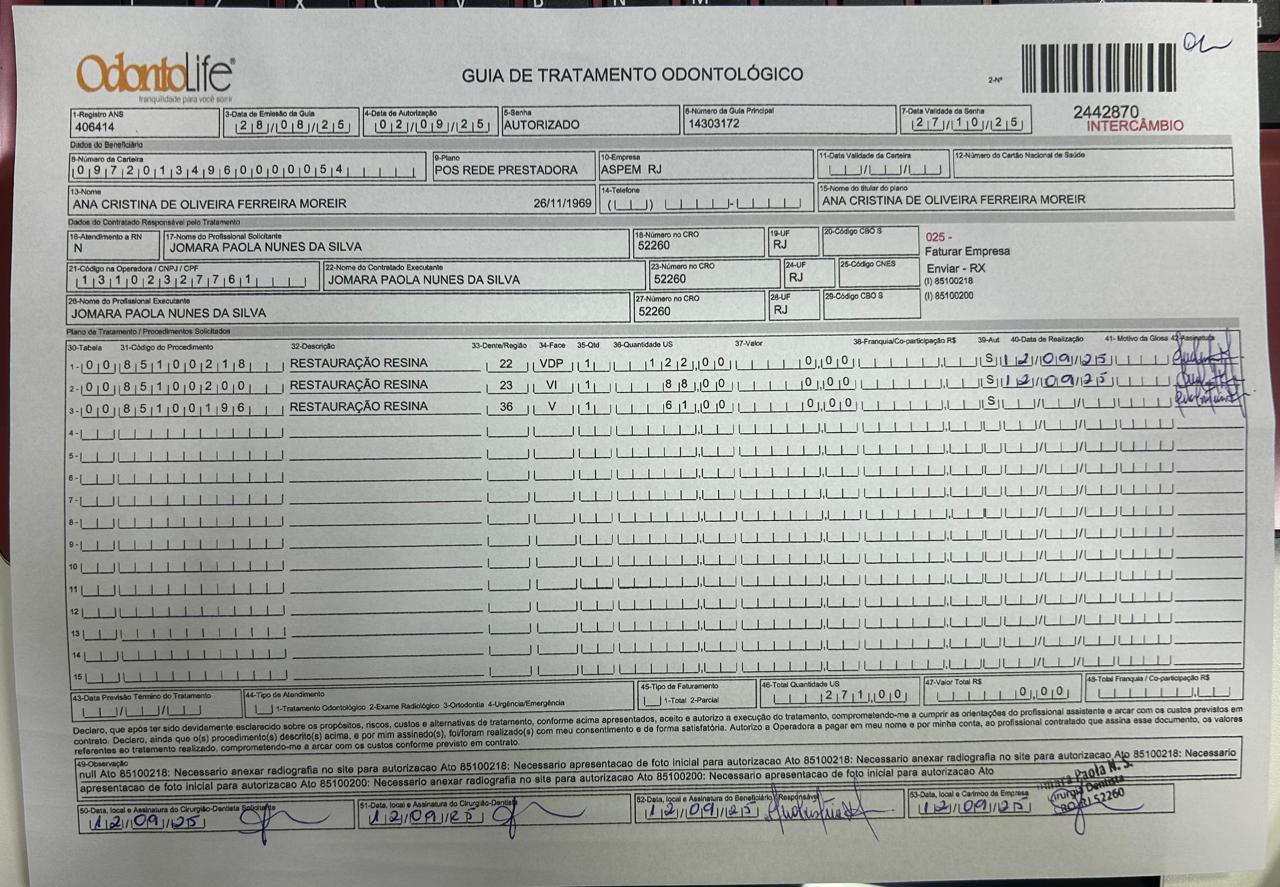 OdontoLife®
tranquilidade para você sorrir
GUIA DE TRATAMENTO ODONTOLÓGICO
2-Nº
2442870
INTERCÂMBIO
1-Registro ANS
406414
3-Data de Emissão da Guia
28/08/25
4-Data de Autorização
02/09/25
5-Senha
AUTORIZADO
6-Número da Guia Principal
14303172
7-Data Validade da Senha
27/10/25
Dados do Beneficiário
8-Número da Carteira
09720134960000054
9-Plano
POS REDE PRESTADORA
10-Empresa
ASPEM RJ
11-Data Validade da Carteira
12-Número do Cartão Nacional de Saúde
13-Nome
ANA CRISTINA DE OLIVEIRA FERREIRA MOREIR 26/11/1969
14-Telefone
15-Nome do titular do plano
ANA CRISTINA DE OLIVEIRA FERREIRA MOREIR
Dados do Contratado Responsável pelo Tratamento
16-Atendimento a RN
N
17-Nome do Profissional Solicitante
JOMARA PAOLA NUNES DA SILVA
18-Número no CRO
52260
19-UF
RJ
20-Código CBO S
025 -
Faturar Empresa
Enviar - RX
(I) 85100218
(I) 85100200
21-Código na Operadora / CNPJ / CPF
13102327761
22-Nome do Contratado Executante
JOMARA PAOLA NUNES DA SILVA
23-Número no CRO
52260
24-UF
RJ
25-Código CNES
26-Nome do Profissional Executante
JOMARA PAOLA NUNES DA SILVA
27-Número no CRO
52260
28-UF
RJ
29-Código CBO S
Plano de Tratamento / Procedimentos Solicitados
30-Tabela 31-Código do Procedimento 32-Descrição 33-Dente/Região 34-Face 35-Qtd 36-Quantidade US 37-Valor 38-Franquia/Co-participação R$ 39-Aut 40-Data de Realização 41- Motivo da Glosa 42-Assinatura
1- 00 85100218 RESTAURAÇÃO RESINA 22 VDP 1 122,00 0,00 S 12/09/25
2- 00 85100200 RESTAURAÇÃO RESINA 23 VI 1 88,00 0,00 S 12/09/25
3- 00 85100196 RESTAURAÇÃO RESINA 36 V 1 61,00 0,00 S
4-
5-
6-
7-
8-
9-
10
11
12
13
14
15
43-Data Previsão Término do Tratamento
44-Tipo de Atendimento
1-Tratamento Odontológico 2-Exame Radiológico 3-Ortodontia 4-Urgência/Emergência
45-Tipo de Faturamento
1-Total 2-Parcial
46-Total Quantidade US
271,00
47-Valor Total R$
0,00
48-Total Franquia / Co-participação R$
Declaro, que após ter sido devidamente esclarecido sobre os propósitos, riscos, custos e alternativas de tratamento, conforme acima apresentados, aceito e autorizo a execução do tratamento, comprometendo-me a cumprir as orientações do profissional assistente e arcar com os custos previstos em
contrato. Declaro, ainda que o(s) procedimento(s) descrito(s) acima, e por mim assinado(s), foi/foram realizado(s) com meu consentimento e de forma satisfatória. Autorizo a Operadora a pagar em meu nome e por minha conta, ao profissional contratado que assina esse documento, os valores
referentes ao tratamento realizado, comprometendo-me a arcar com os custos conforme previsto em contrato.
49-Observação
null Ato 85100218: Necessario anexar radiografia no site para autorizacao Ato 85100218: Necessario apresentacao de foto inicial para autorizacao Ato 85100218: Necessario anexar radiografia no site para autorizacao Ato 85100218: Necessario
apresentacao de foto inicial para autorizacao Ato 85100200: Necessario anexar radiografia no site para autorizacao Ato 85100200: Necessario apresentacao de foto inicial para autorizacao Ato
50-Data, local e Assinatura do Cirurgião-Dentista Solicitante
12/09/25
51-Data, local e Assinatura do Cirurgião-Dentista
12/09/25
52-Data, local e Assinatura do Beneficiário/Responsável
12/09/25
53-Data, local e Carimbo da Empresa
12/09/25
Paola N. S.
Cirurgiã Dentista
CRO RJ 52260